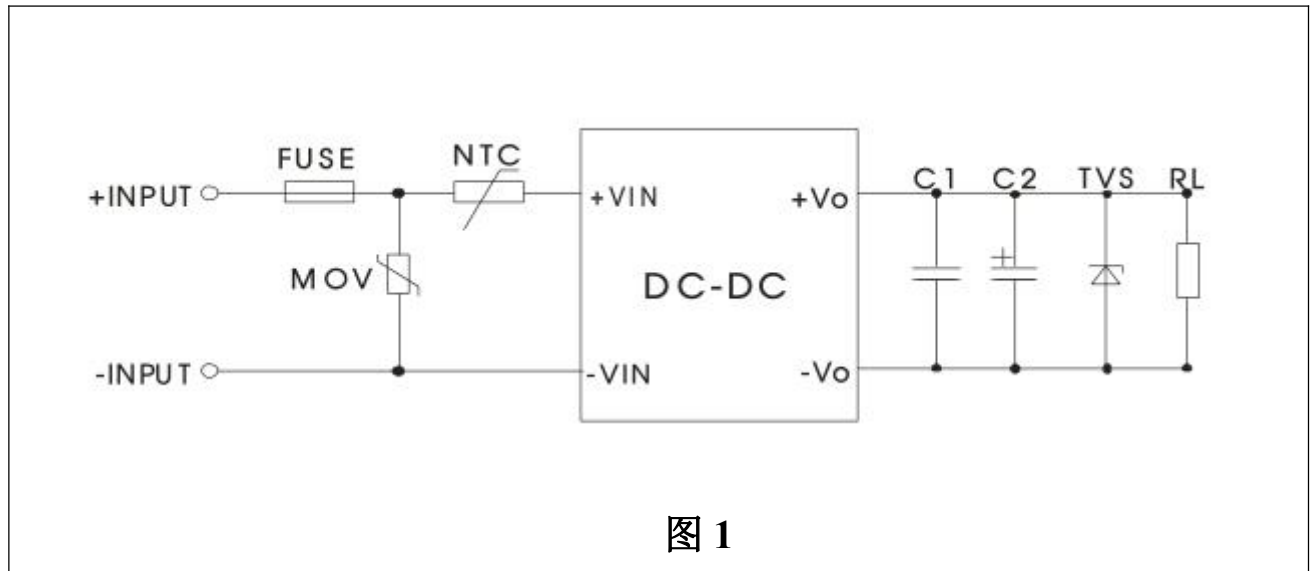 FUSE
NTC
C1
C2
TVS
RL
+INPUT
+VIN
+Vo
MOV
DC-DC
-INPUT
-VIN
-Vo
图 1